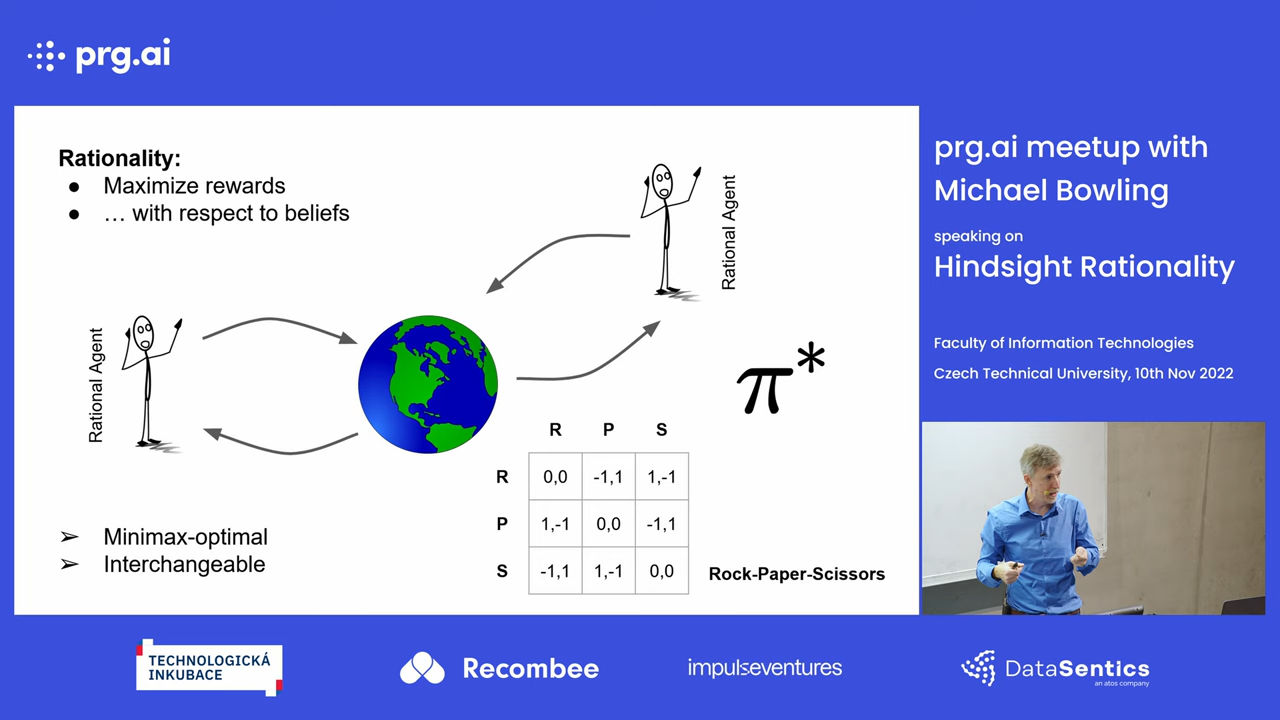 prg.ai
Rationality:
● Maximize rewards
● … with respect to beliefs
Rational Agent
Rational Agent
π*
R P S
R 0,0 -1,1 1,-1
P 1,-1 0,0 -1,1
S -1,1 1,-1 0,0
Rock-Paper-Scissors
➢ Minimax-optimal
➢ Interchangeable
prg.ai meetup with
Michael Bowling
speaking on
Hindsight Rationality
Faculty of Information Technologies
Czech Technical University, 10th Nov 2022
TECHNOLOGICKÁ
INKUBACE
Recombee
impulseventures
DataSentics
an atos company